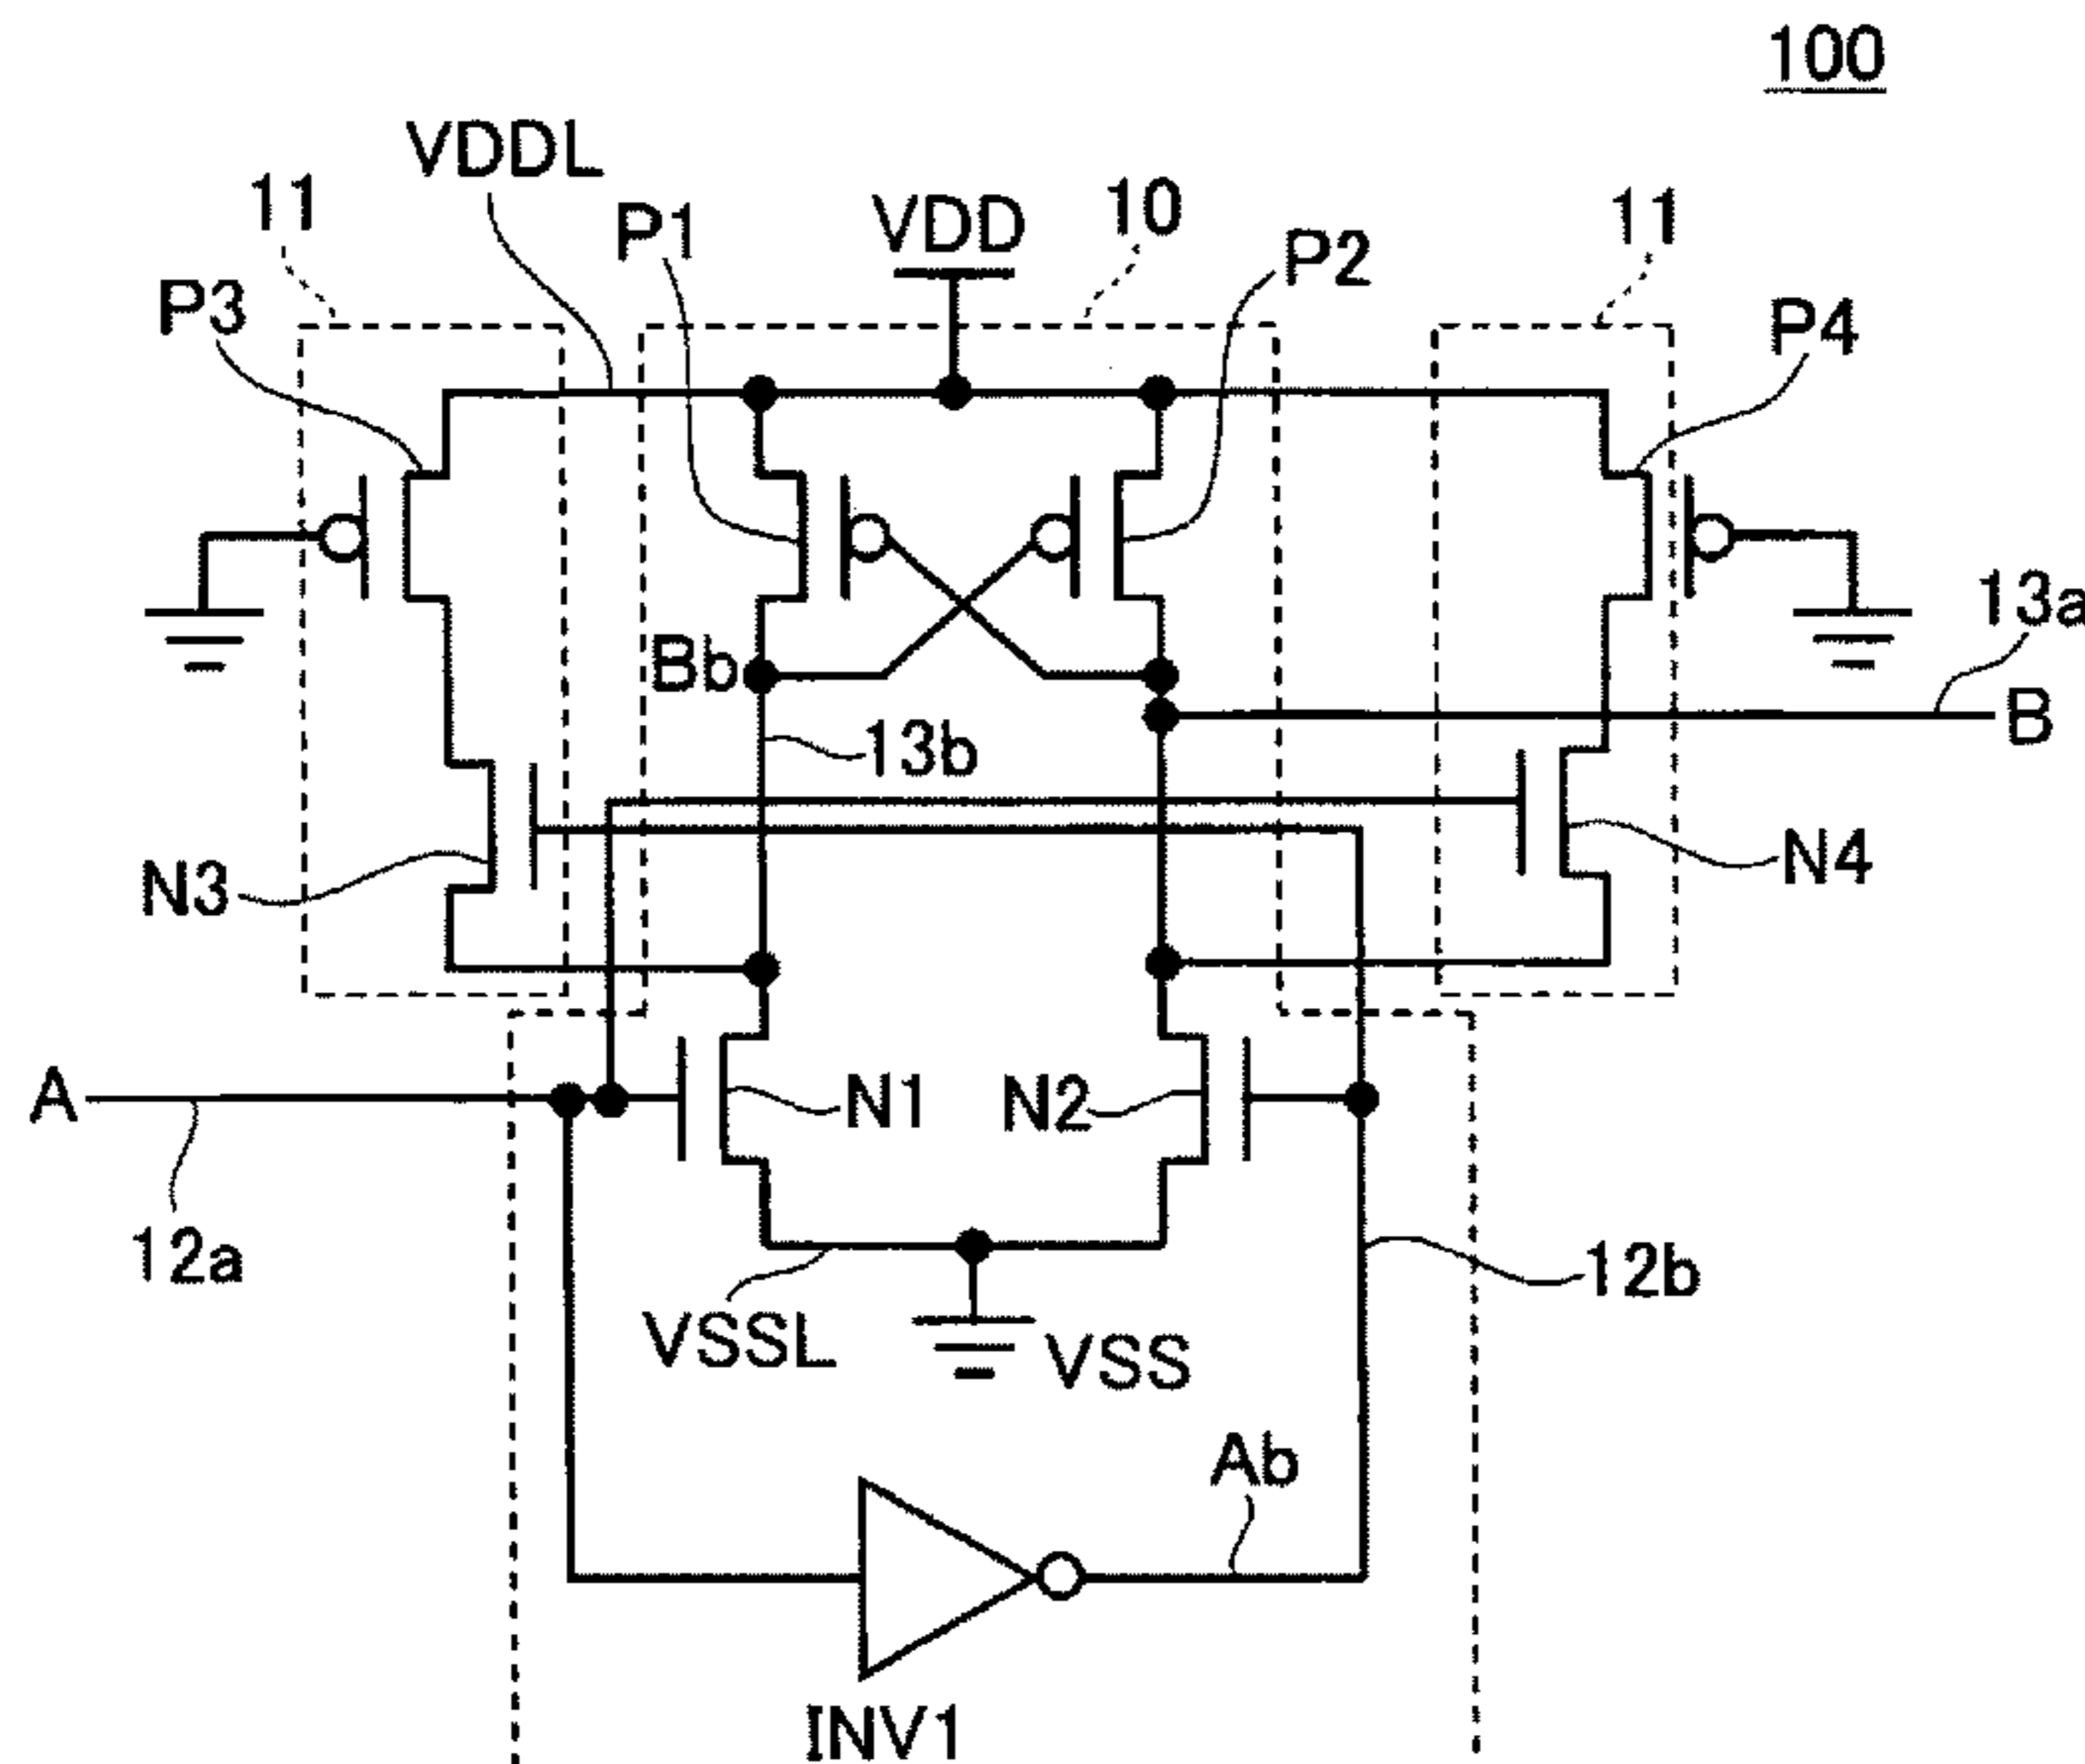 100
VDDL
11
P1
VDD
10
P2
11
P3
P4
13a
Bb
B
13b
N3
N4
A
N1
N2
12a
12b
VSSL
VSS
Ab
INV1